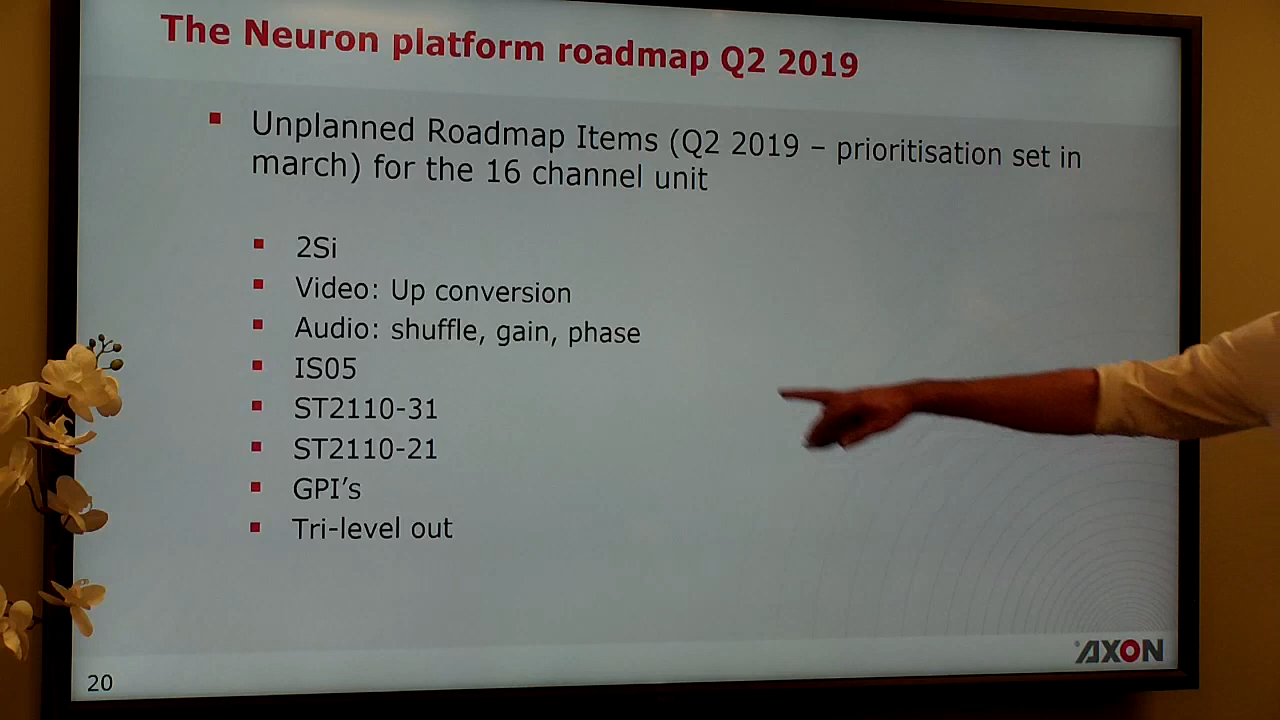 The Neuron platform roadmap Q2 2019
Unplanned Roadmap Items (Q2 2019 – prioritisation set in
march) for the 16 channel unit
2Si
Video: Up conversion
Audio: shuffle, gain, phase
IS05
ST2110-31
ST2110-21
GPI’s
Tri-level out
AXON
20